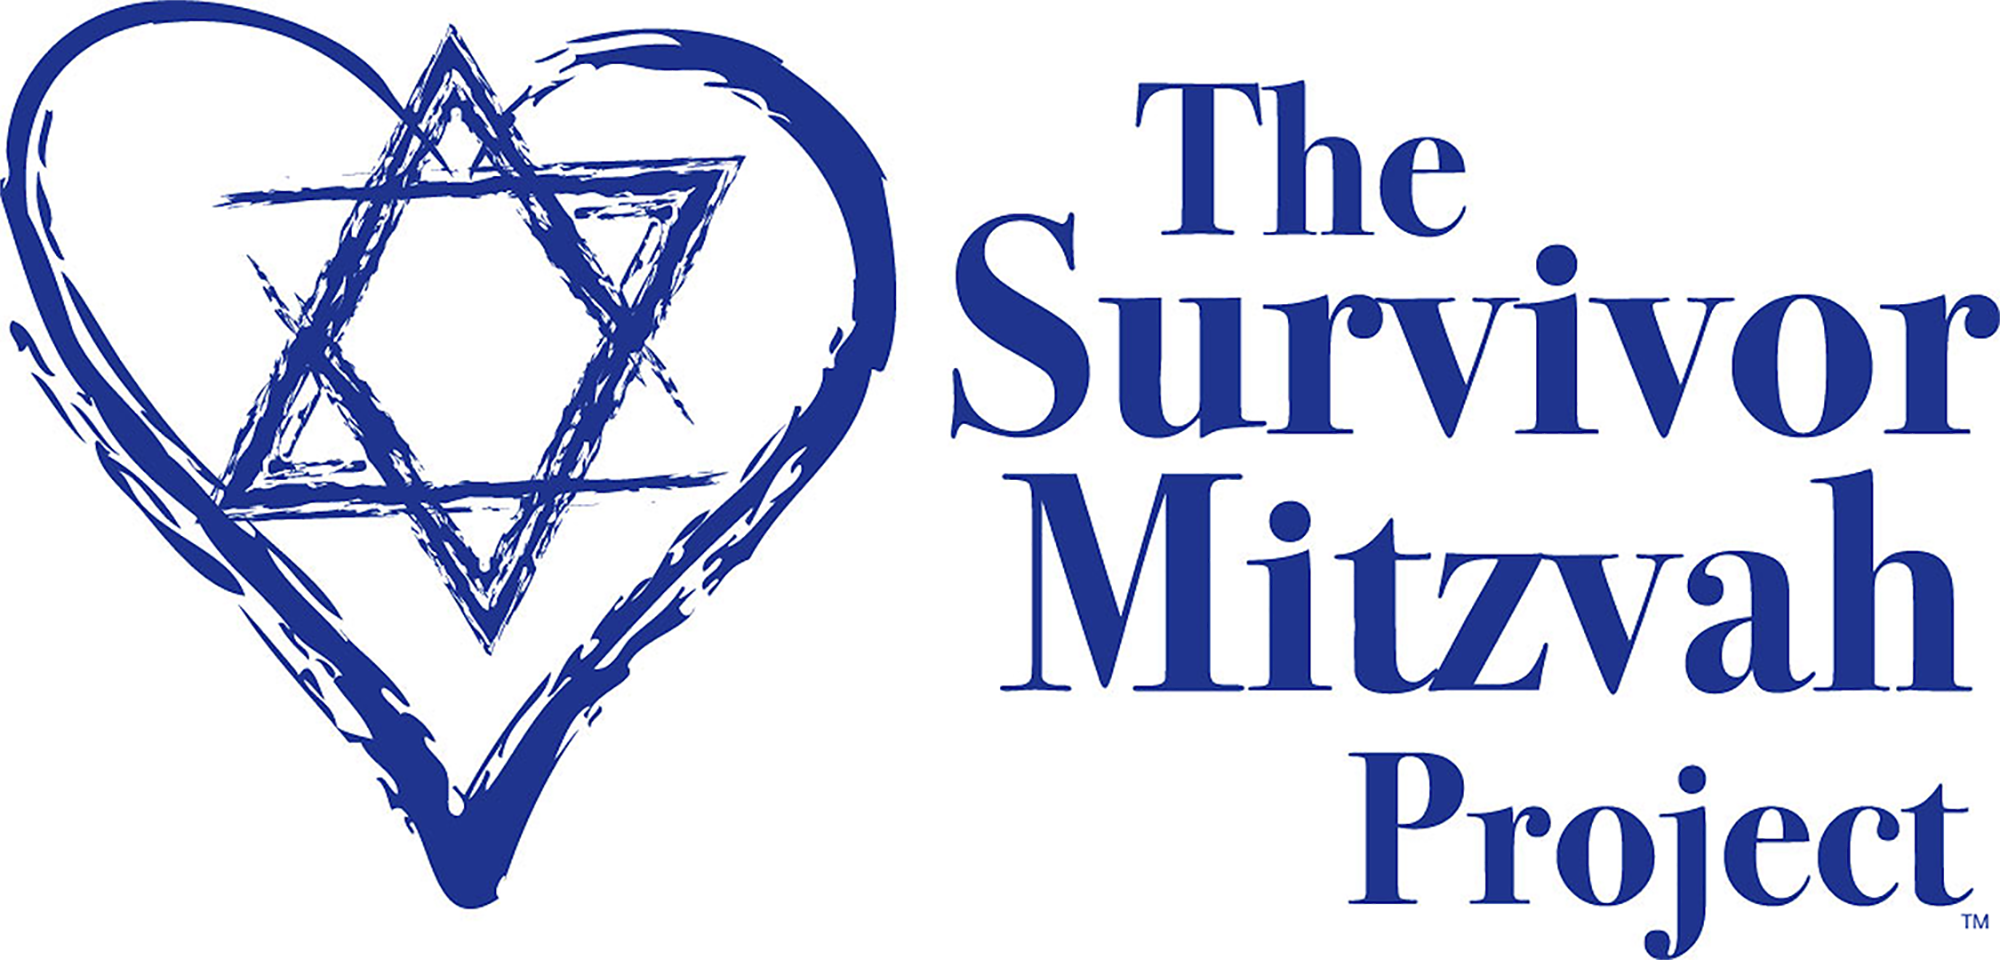 The
Survivor
Mitzvah
Project
™